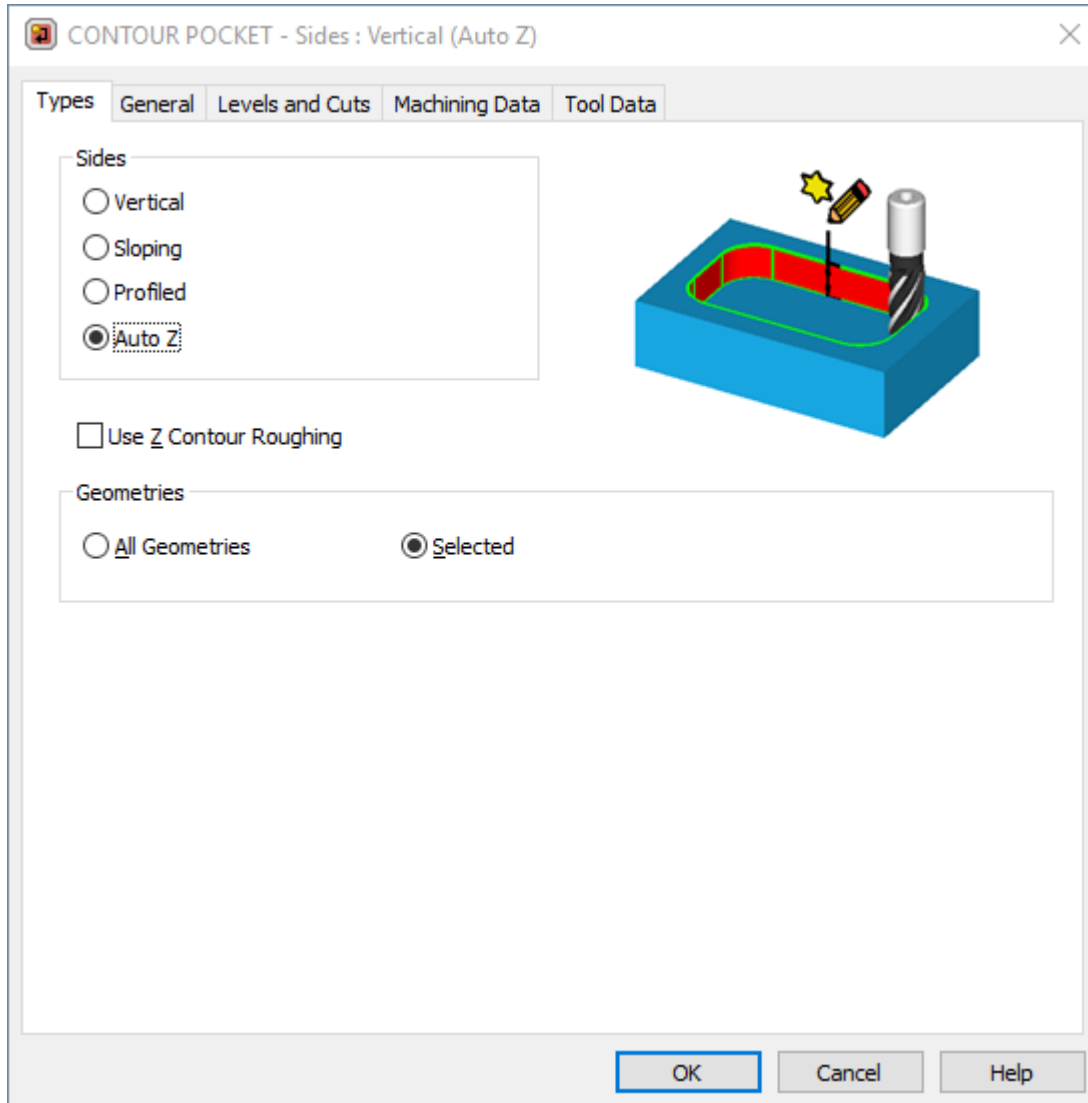 CONTOUR POCKET - Sides : Vertical (Auto Z)
Types General Levels and Cuts Machining Data Tool Data
Sides
Vertical
Sloping
Profiled
Auto Z
Use Z Contour Roughing
Geometries
All Geometries Selected
OK Cancel Help